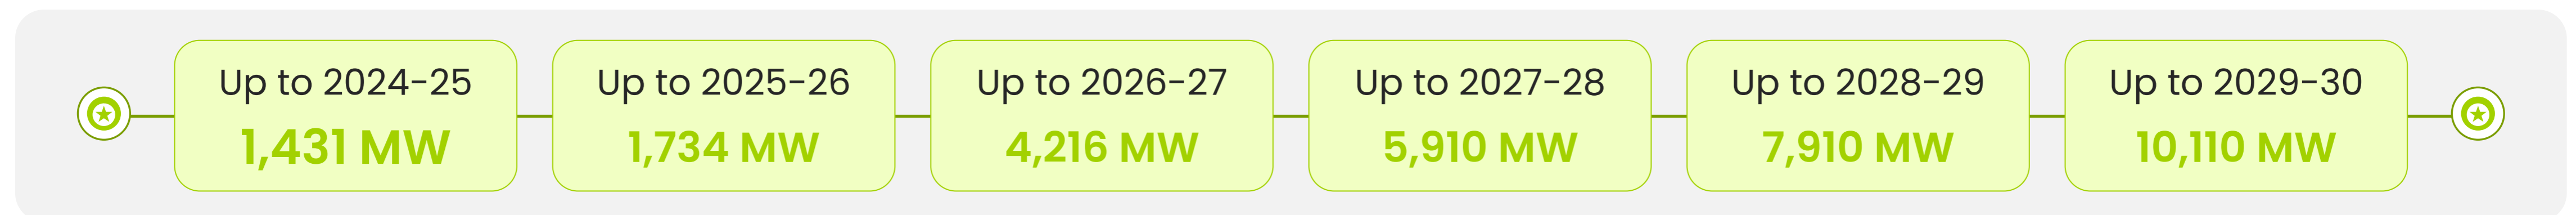 Up to 2024-25
1,431 MW
Up to 2025-26
1,734 MW
Up to 2026-27
4,216 MW
Up to 2027-28
5,910 MW
Up to 2028-29
7,910 MW
Up to 2029-30
10,110 MW